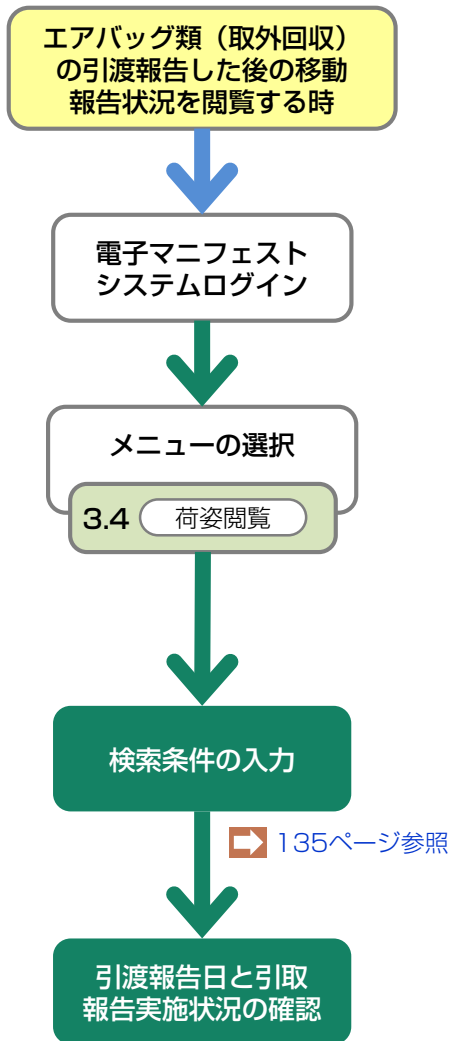 エアバッグ類（取外回収）
の引渡報告した後の移動
報告状況を閲覧する時
電子マニフェスト
システムログイン
メニューの選択
3.4 荷姿閲覧
検索条件の入力
135ページ参照
引渡報告日と引取
報告実施状況の確認